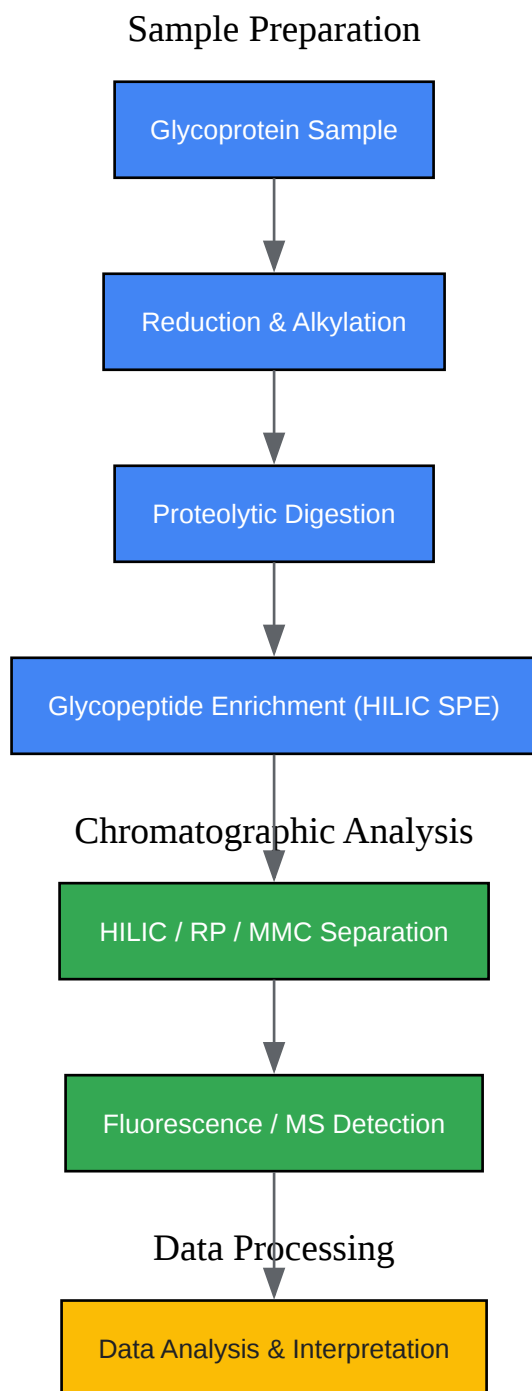 Sample Preparation
Glycoprotein Sample
Reduction & Alkylation
Proteolytic Digestion
Glycopeptide Enrichment (HILIC SPE)
Chromatographic Analysis
HILIC / RP / MMC Separation
Fluorescence / MS Detection
Data Processing
Data Analysis & Interpretation